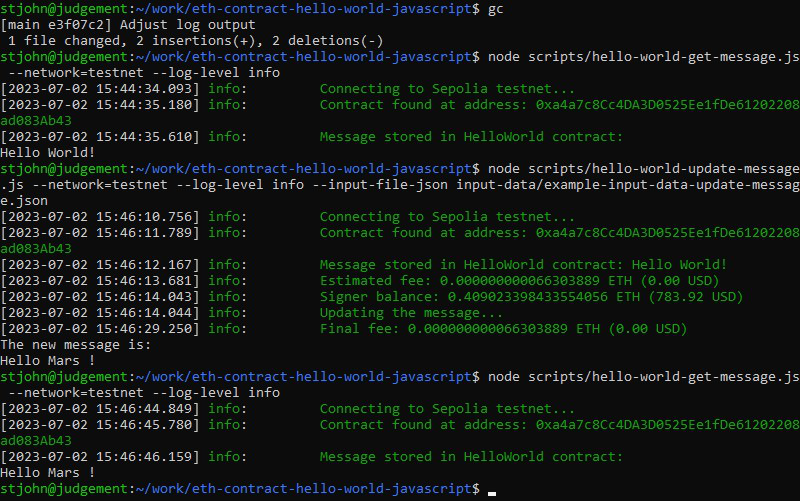 stjohn@judgement:~/work/eth-contract-hello-world-javascript$ gc
[main e3f07c2] Adjust log output
 1 file changed, 2 insertions(+), 2 deletions(-)
stjohn@judgement:~/work/eth-contract-hello-world-javascript$ node scripts/hello-world-get-message.js
 --network=testnet --log-level info
[2023-07-02 15:44:34.093] info:         Connecting to Sepolia testnet...
[2023-07-02 15:44:35.180] info:         Contract found at address: 0xa4a7c8Cc4DA3D0525Ee1fDe61202208
ad083Ab43
[2023-07-02 15:44:35.610] info:         Message stored in HelloWorld contract:
Hello World!
stjohn@judgement:~/work/eth-contract-hello-world-javascript$ node scripts/hello-world-update-message
.js --network=testnet --log-level info --input-file-json input-data/example-input-data-update-messag
e.json
[2023-07-02 15:46:10.756] info:         Connecting to Sepolia testnet...
[2023-07-02 15:46:11.789] info:         Contract found at address: 0xa4a7c8Cc4DA3D0525Ee1fDe61202208
ad083Ab43
[2023-07-02 15:46:12.167] info:         Message stored in HelloWorld contract: Hello World!
[2023-07-02 15:46:13.681] info:         Estimated fee: 0.000000000066303889 ETH (0.00 USD)
[2023-07-02 15:46:14.043] info:         Signer balance: 0.409023398433554056 ETH (783.92 USD)
[2023-07-02 15:46:14.044] info:         Updating the message...
[2023-07-02 15:46:29.250] info:         Final fee: 0.000000000066303889 ETH (0.00 USD)
The new message is:
Hello Mars !
stjohn@judgement:~/work/eth-contract-hello-world-javascript$ node scripts/hello-world-get-message.js
 --network=testnet --log-level info
[2023-07-02 15:46:44.849] info:         Connecting to Sepolia testnet...
[2023-07-02 15:46:45.780] info:         Contract found at address: 0xa4a7c8Cc4DA3D0525Ee1fDe61202208
ad083Ab43
[2023-07-02 15:46:46.159] info:         Message stored in HelloWorld contract:
Hello Mars !
stjohn@judgement:~/work/eth-contract-hello-world-javascript$